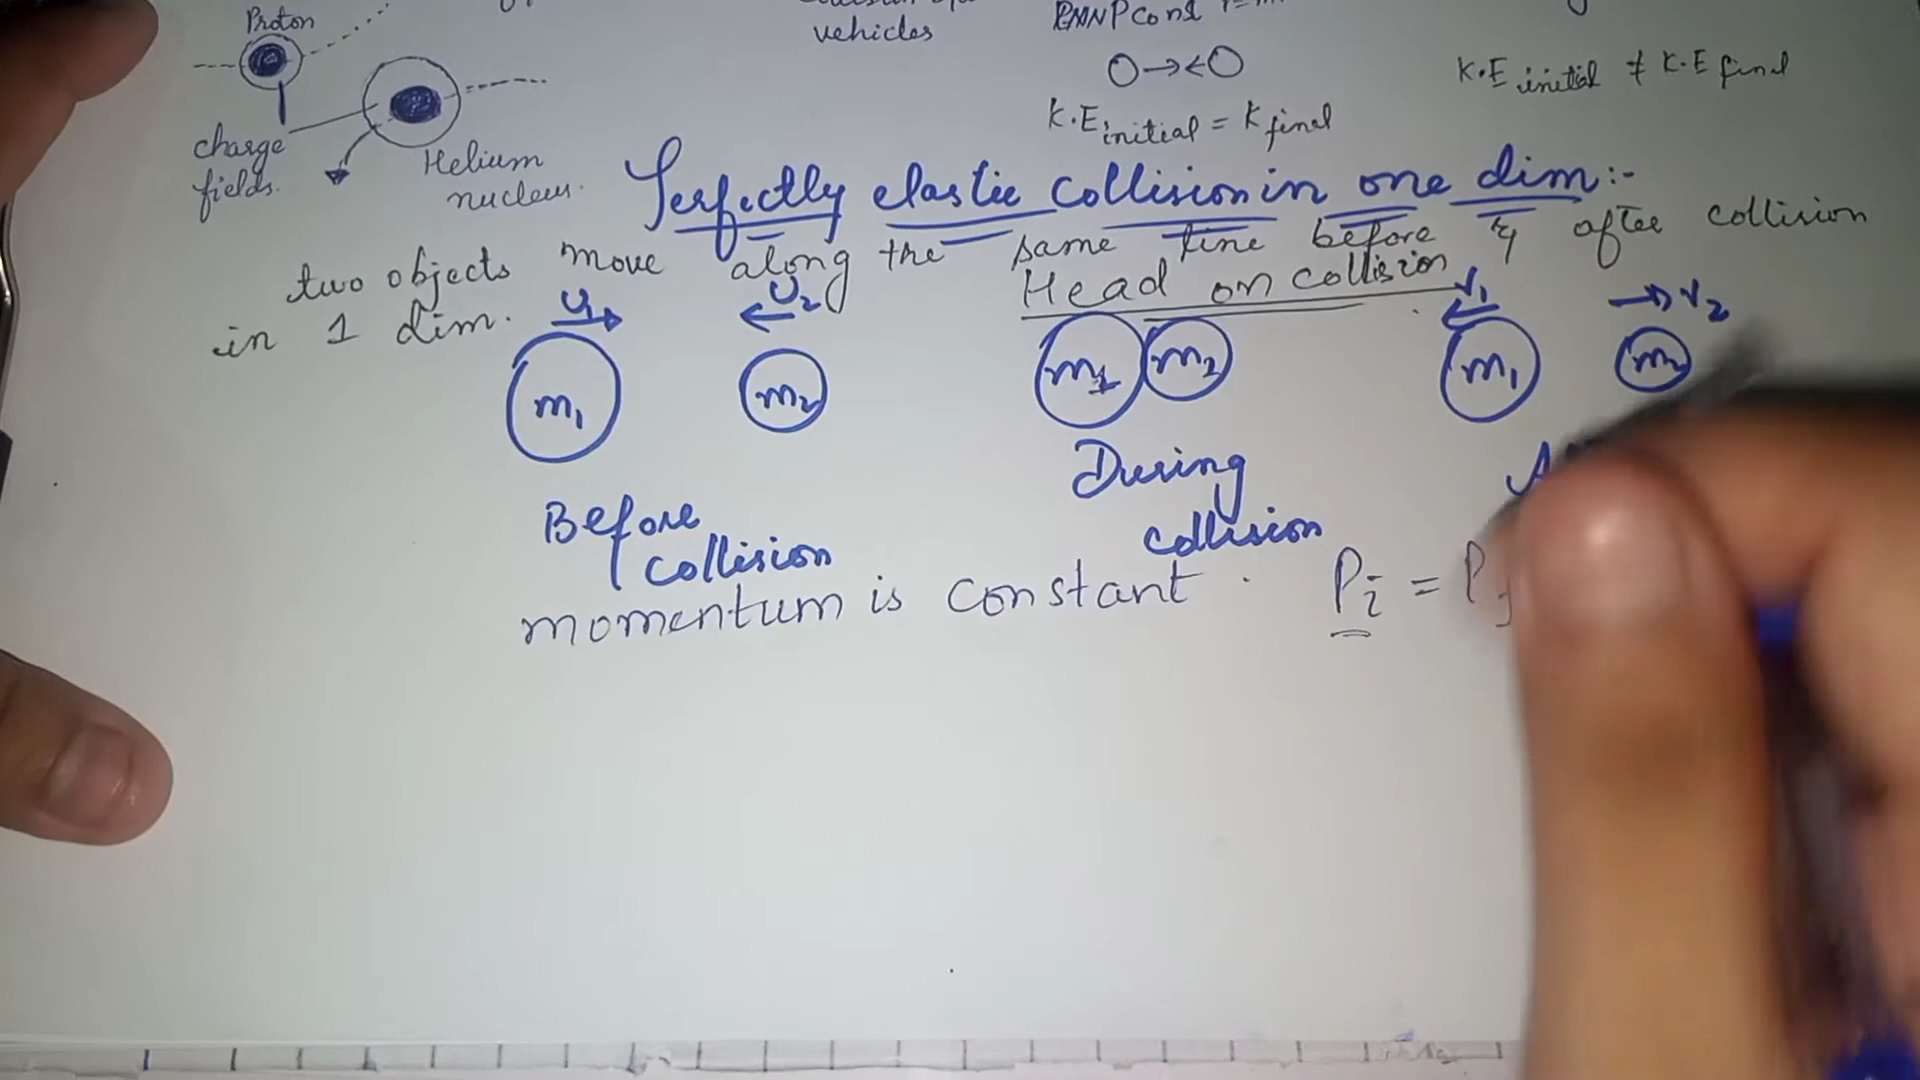 Proton
vehicles
K.E initial ≠ K.E final
K.E initial = K final
charge
fields.
Helium
nucleus.
Perfectly elastic Collision in one dim:-
two objects move along the same line before & after collision
in 1 dim.
Head on collision
U1
U2
V1
V2
m1
m2
m1
m2
m1
m2
During
collision
Before
collision
momentum is constant. Pi = Pf